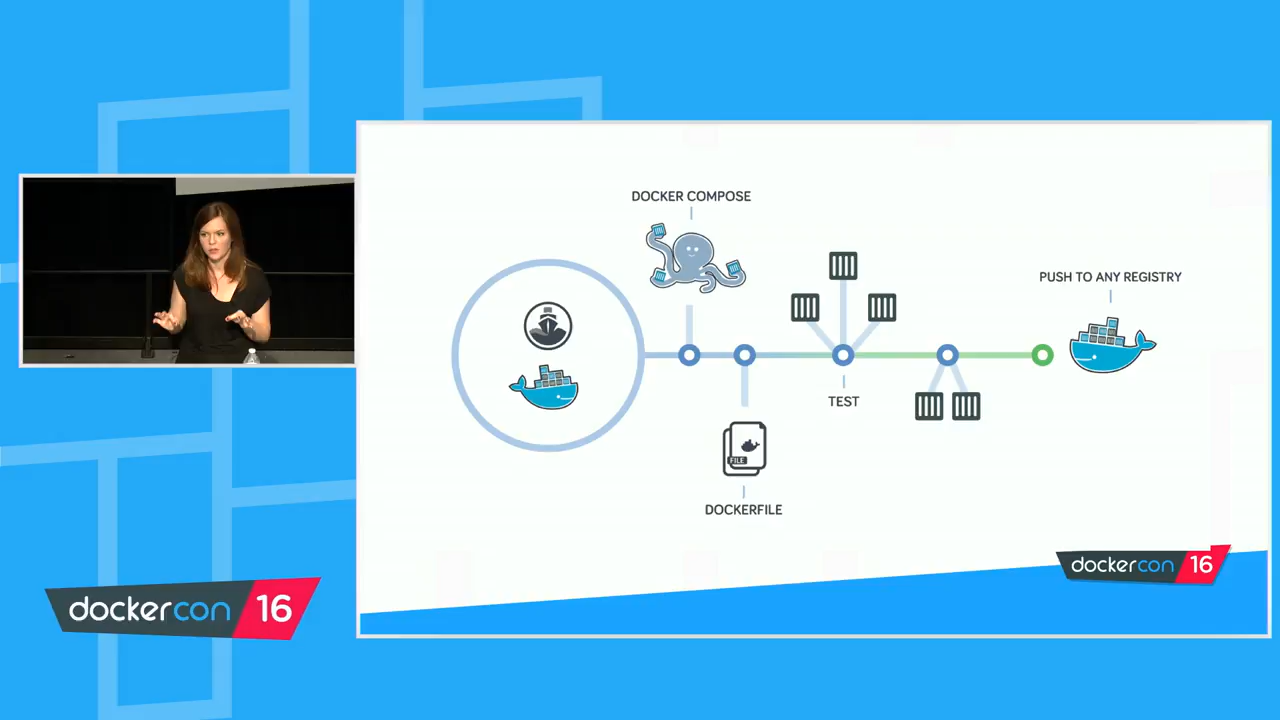 DOCKER COMPOSE
PUSH TO ANY REGISTRY
TEST
FILE
DOCKERFILE
dockercon 16
dockercon 16